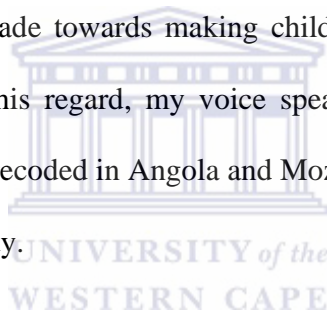 ade towards making child
his regard, my voice spea
ecoded in Angola and Moz
y.
UNIVERSITY of the
WESTERN CAPE